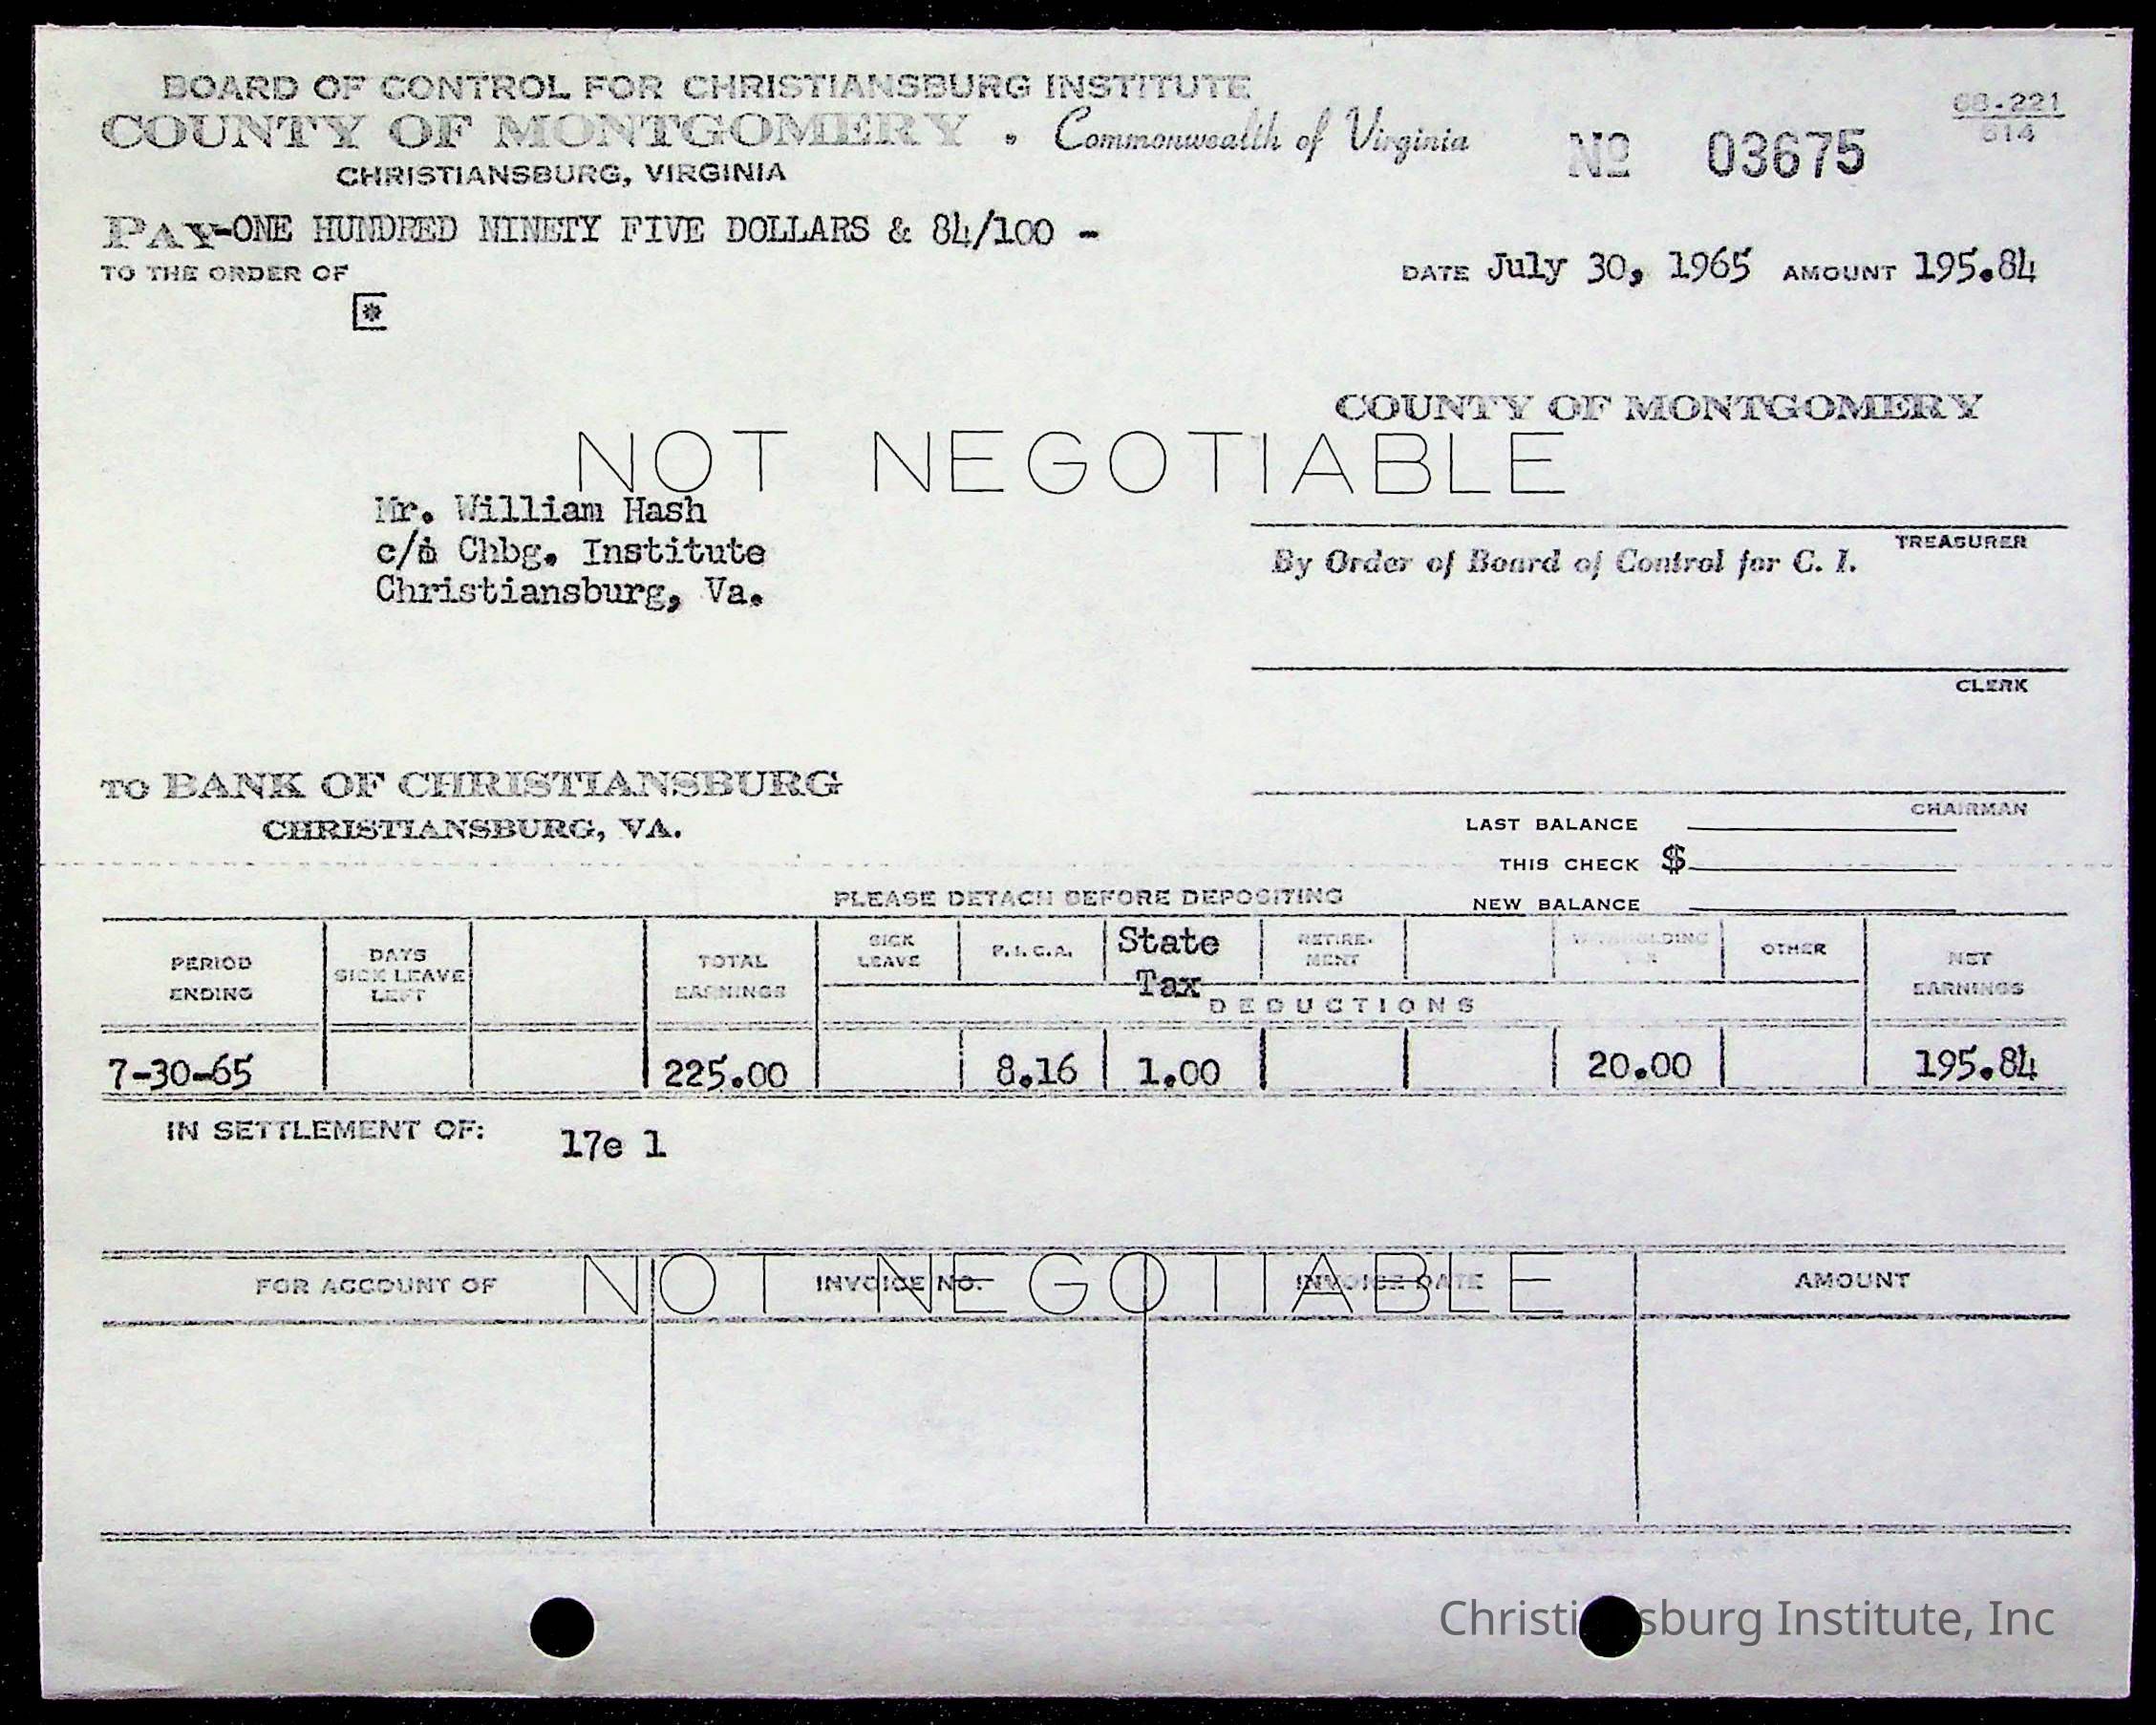 BOARD OF CONTROL FOR CHRISTIANSBURG INSTITUTE
COUNTY OF MONTGOMERY . Commonwealth of Virginia
CHRISTIANSBURG, VIRGINIA
Nº 03675
PAY-ONE HUNDRED NINETY FIVE DOLLARS & 84/100 -
TO THE ORDER OF
DATE July 30, 1965 AMOUNT 195.84
COUNTY OF MONTGOMERY
NOT NEGOTIABLE
Mr. William Hash
c/o Chbg. Institute
Christiansburg, Va.
TREASURER
By Order of Board of Control for C. I.
CLERK
TO BANK OF CHRISTIANSBURG
CHRISTIANSBURG, VA.
CHAIRMAN
LAST BALANCE
THIS CHECK $
NEW BALANCE
PLEASE DETACH BEFORE DEPOSITING
PERIOD ENDING
DAYS SICK LEAVE LEFT
TOTAL EARNINGS
SICK LEAVE
F. I. C. A.
State Tax
RETIRE- MENT
OTHER
NET EARNINGS
DEDUCTIONS
7-30-65 225.00 8.16 1.00 20.00 195.84
IN SETTLEMENT OF: 17e 1
NOT NEGOTIABLE
FOR ACCOUNT OF INVOICE NO. INVOICE DATE AMOUNT
Christi sburg Institute, Inc